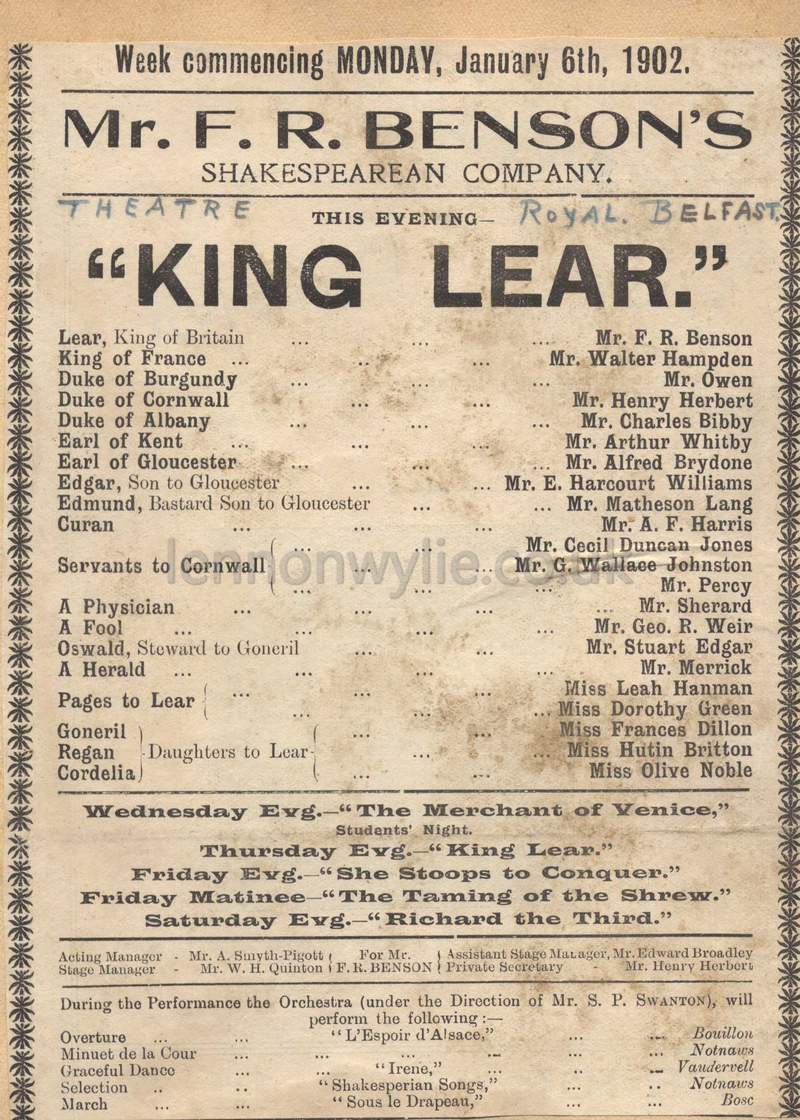 Week commencing MONDAY, January 6th, 1902.
Mr. F. R. BENSON'S
SHAKESPEAREAN COMPANY.
THEATRE THIS EVENING— ROYAL. BELFAST.
"KING LEAR."
Lear, King of Britain ... ... ... Mr. F. R. Benson
King of France ... ... ... Mr. Walter Hampden
Duke of Burgundy ... ... ... Mr. Owen
Duke of Cornwall ... ... Mr. Henry Herbert
Duke of Albany ... ... ... Mr. Charles Bibby
Earl of Kent ... ... ... Mr. Arthur Whitby
Earl of Gloucester ... ... ... Mr. Alfred Brydone
Edgar, Son to Gloucester ... ... Mr. E. Harcourt Williams
Edmund, Bastard Son to Gloucester ... ... Mr. Matheson Lang
Curan ... ... ... Mr. A. F. Harris
... ... Mr. Cecil Duncan Jones
Servants to Cornwall ... ... Mr. G. Wallace Johnston
... ... ... Mr. Percy
lennonwylie.co.uk
A Physician ... ... ... ... Mr. Sherard
A Fool ... ... ... ... Mr. Geo. R. Weir
Oswald, Steward to Goneril ... ... Mr. Stuart Edgar
A Herald ... ... ... ... Mr. Merrick
... ... ... Miss Leah Hanman
Pages to Lear
... ... ... Miss Dorothy Green
Goneril ... ... ... Miss Frances Dillon
Regan Daughters to Lear ... ... Miss Hutin Britton
Cordelia ... ... Miss Olive Noble
Wednesday Evg.—"The Merchant of Venice,"
Students' Night.
Thursday Evg.—"King Lear."
Friday Evg.—"She Stoops to Conquer."
Friday Matinee—"The Taming of the Shrew."
Saturday Evg.—"Richard the Third."
Acting Manager - Mr. A. Smyth-Pigott For Mr. Assistant Stage Manager, Mr. Edward Broadley
Stage Manager - Mr. W. H. Quinton F. R. BENSON Private Secretary - Mr. Henry Herbert
During the Performance the Orchestra (under the Direction of Mr. S. P. SWANTON), will
perform the following :—
Overture ... ... "L'Espoir d'Alsace," ... ... Bouillon
Minuet de la Cour ... ... ... ... ... ... Notnaws
Graceful Dance ... ... "Irene," ... .. ... Vaudervell
Selection .. .. "Shakesperian Songs," ... .. Notnaws
March ... ... "Sous le Drapeau," ... ... Bosc